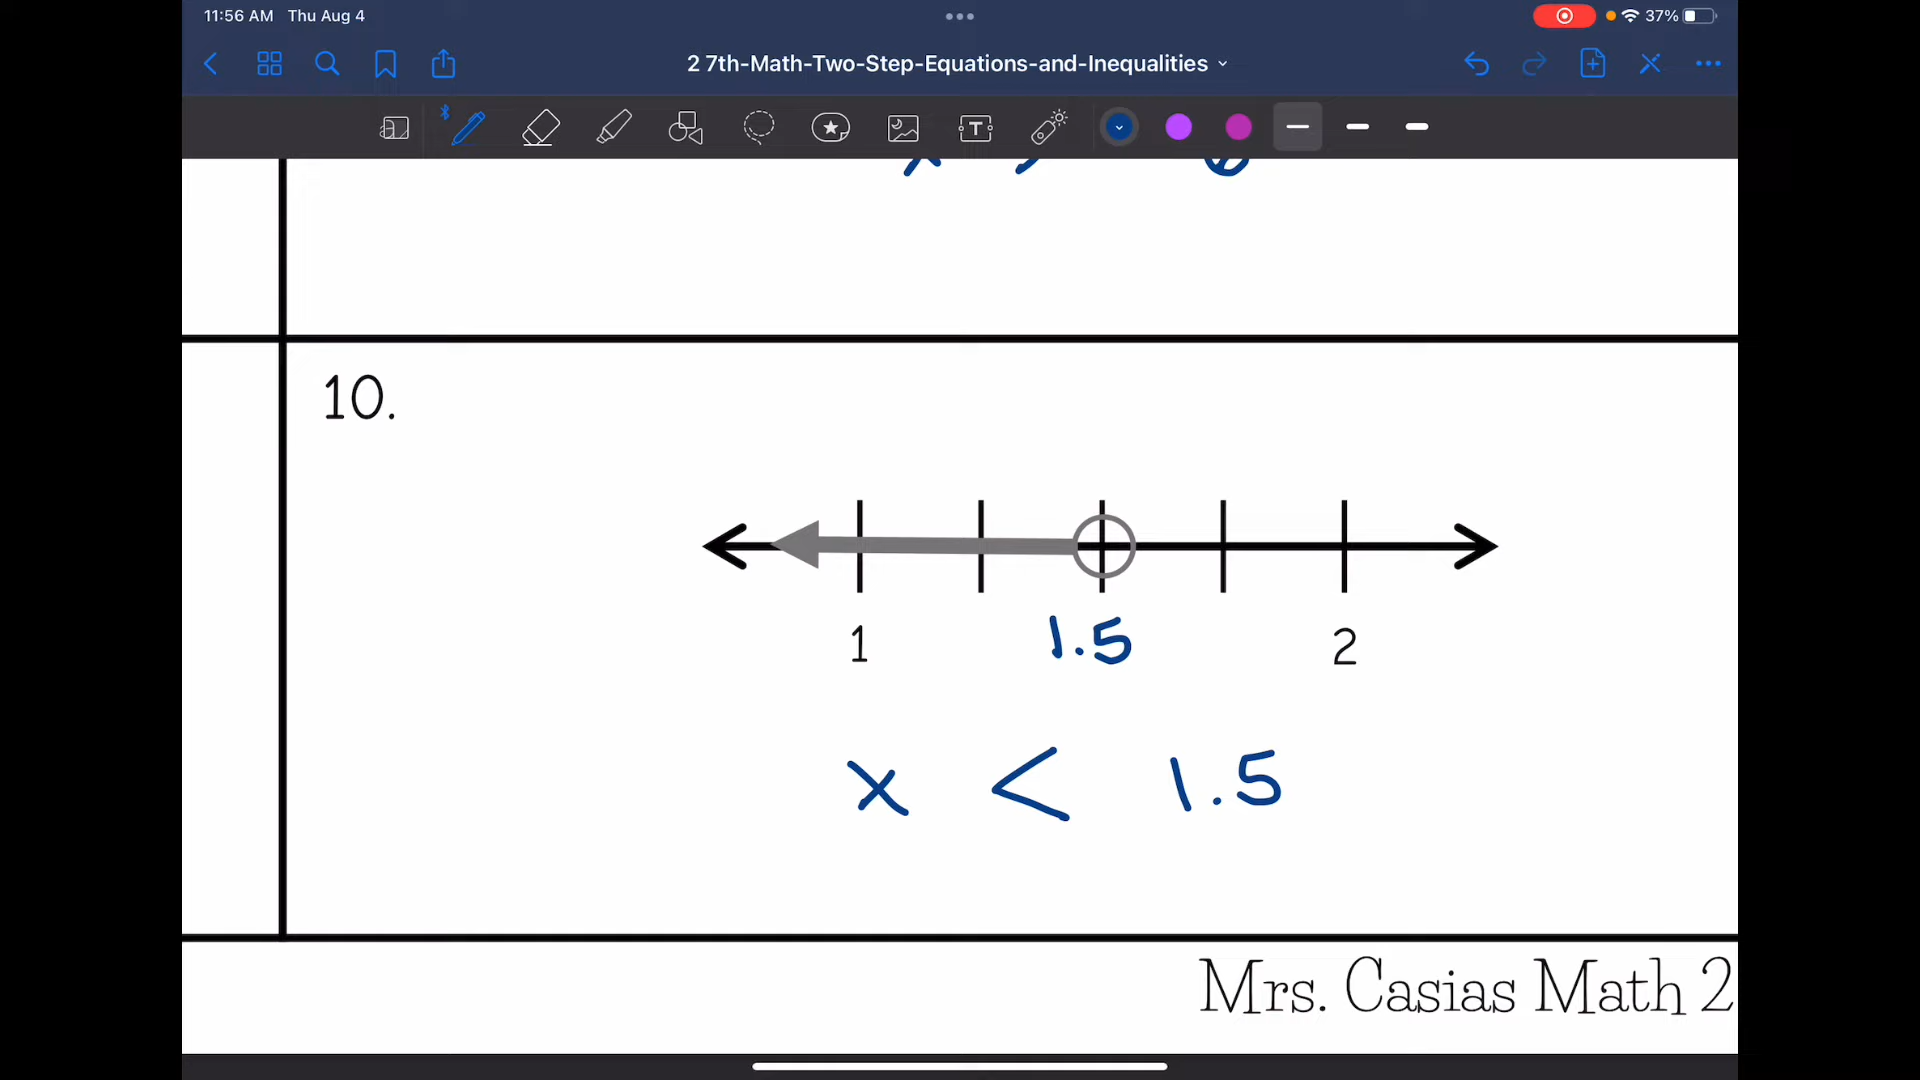 11:56 AM Thu Aug 4
37%
2 7th-Math-Two-Step-Equations-and-Inequalities
10.
1 1.5 2
x < 1.5
Mrs. Casias Math 2